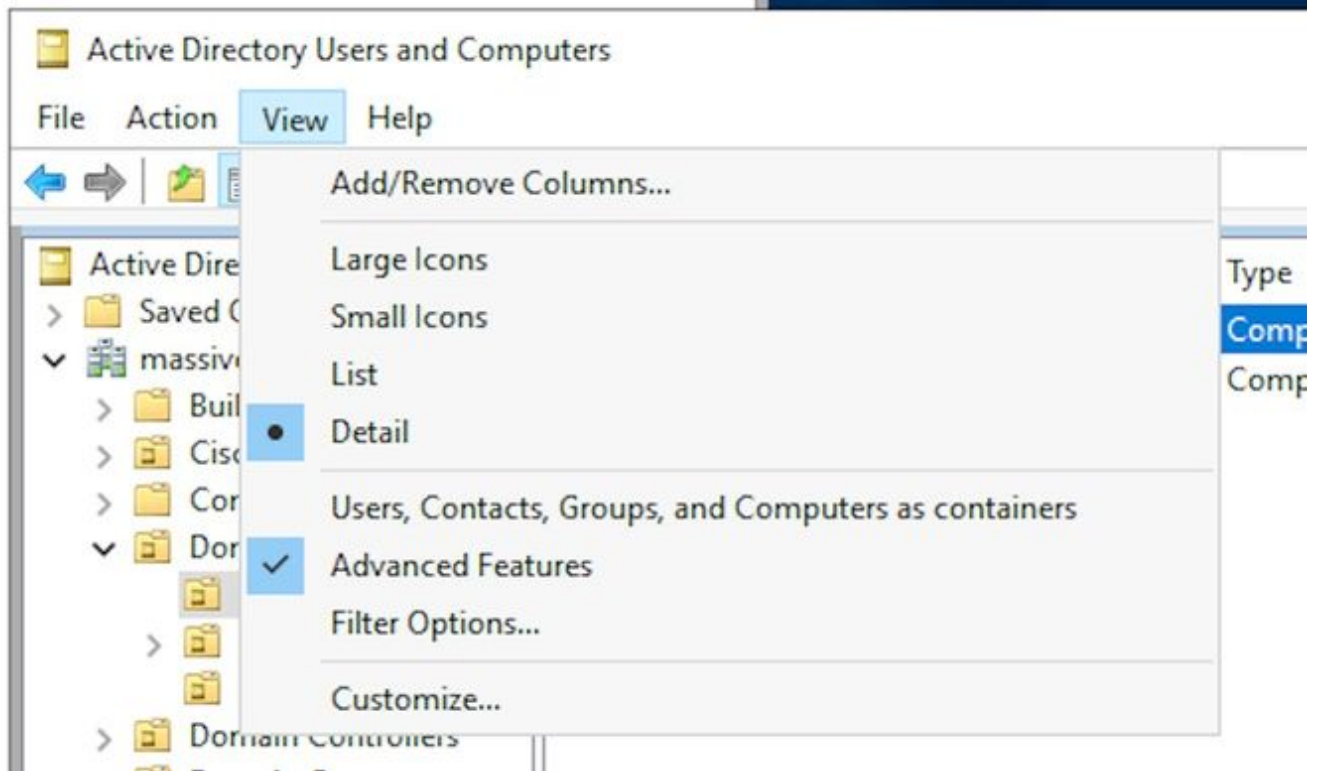 Active Directory Users and Computers
File Action View Help
Add/Remove Columns...
Large Icons
Small Icons
List
Detail
Users, Contacts, Groups, and Computers as containers
Advanced Features
Filter Options...
Customize...
Active Dire
Saved
massiv
Buil
Cisc
Cor
Dor
Domain Controllers
Type
Comp
Comp